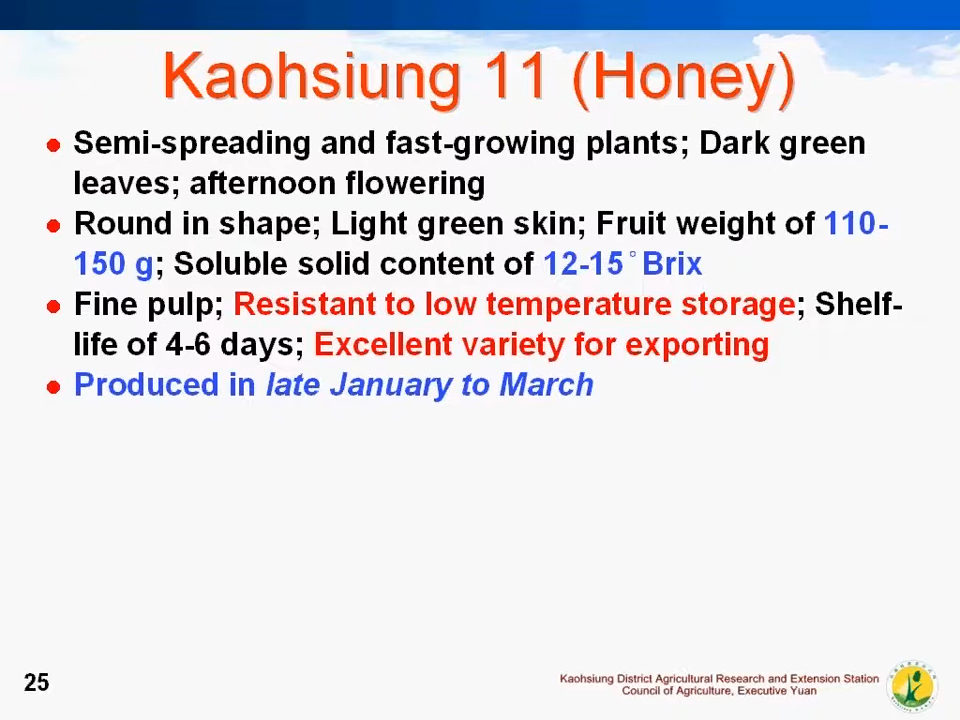 Kaohsiung 11 (Honey)
• Semi-spreading and fast-growing plants; Dark green
leaves; afternoon flowering
• Round in shape; Light green skin; Fruit weight of 110-
150 g; Soluble solid content of 12-15°Brix
• Fine pulp; Resistant to low temperature storage; Shelf-
life of 4-6 days; Excellent variety for exporting
• Produced in late January to March
25
Kaohsiung District Agricultural Research and Extension Station
Council of Agriculture, Executive Yuan